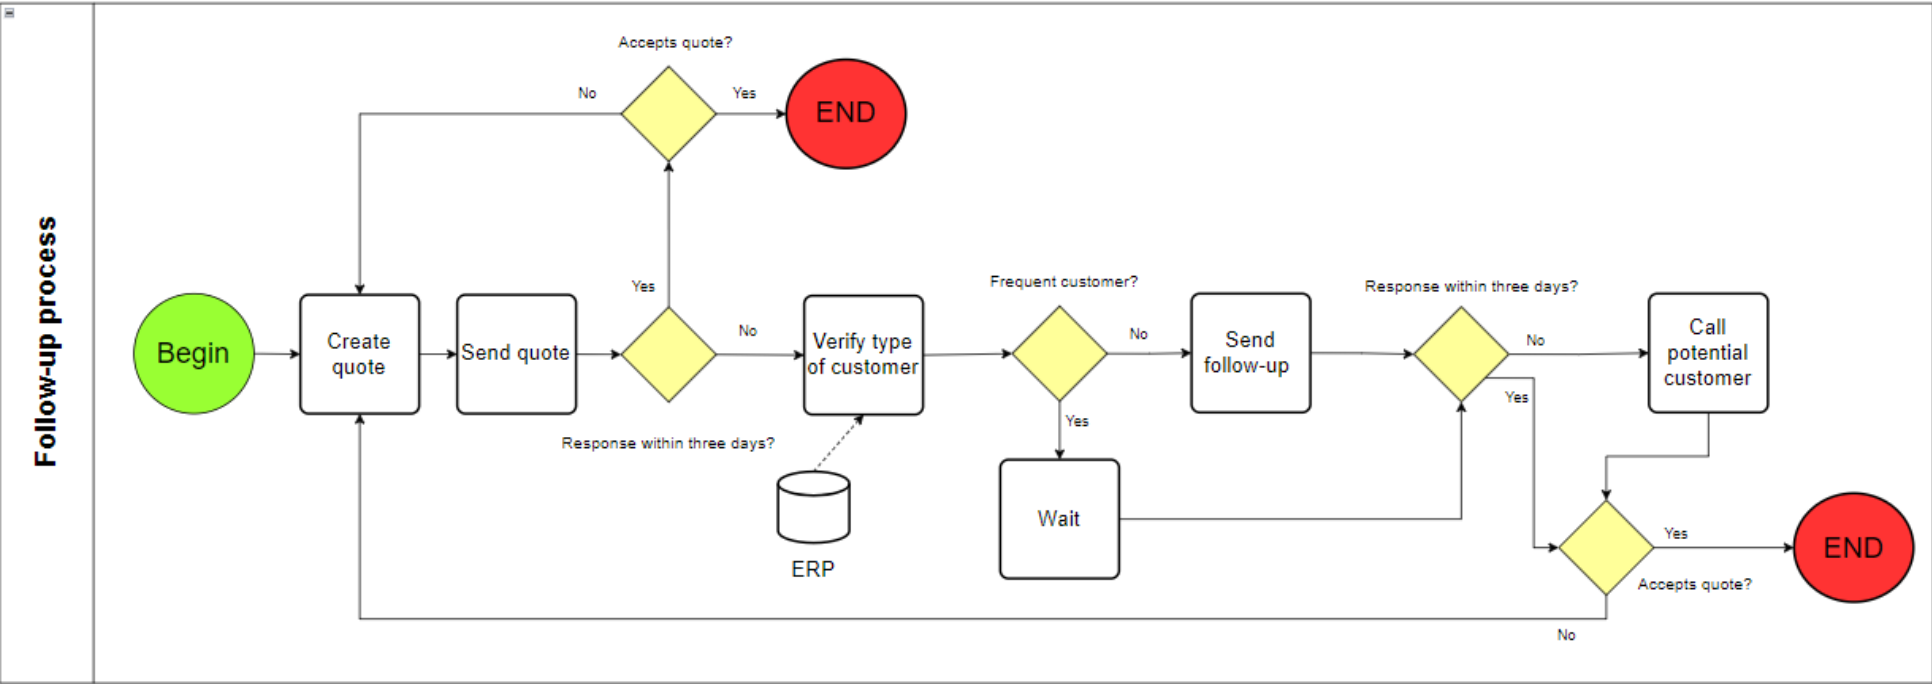 Follow-up process
Accepts quote?
No
Yes
END
Begin
Create
quote
Send quote
Yes
No
Response within three days?
Verify type
of customer
ERP
Frequent customer?
No
Yes
Wait
Send
follow-up
Response within three days?
No
Yes
Call
potential
customer
Yes
Accepts quote?
No
END